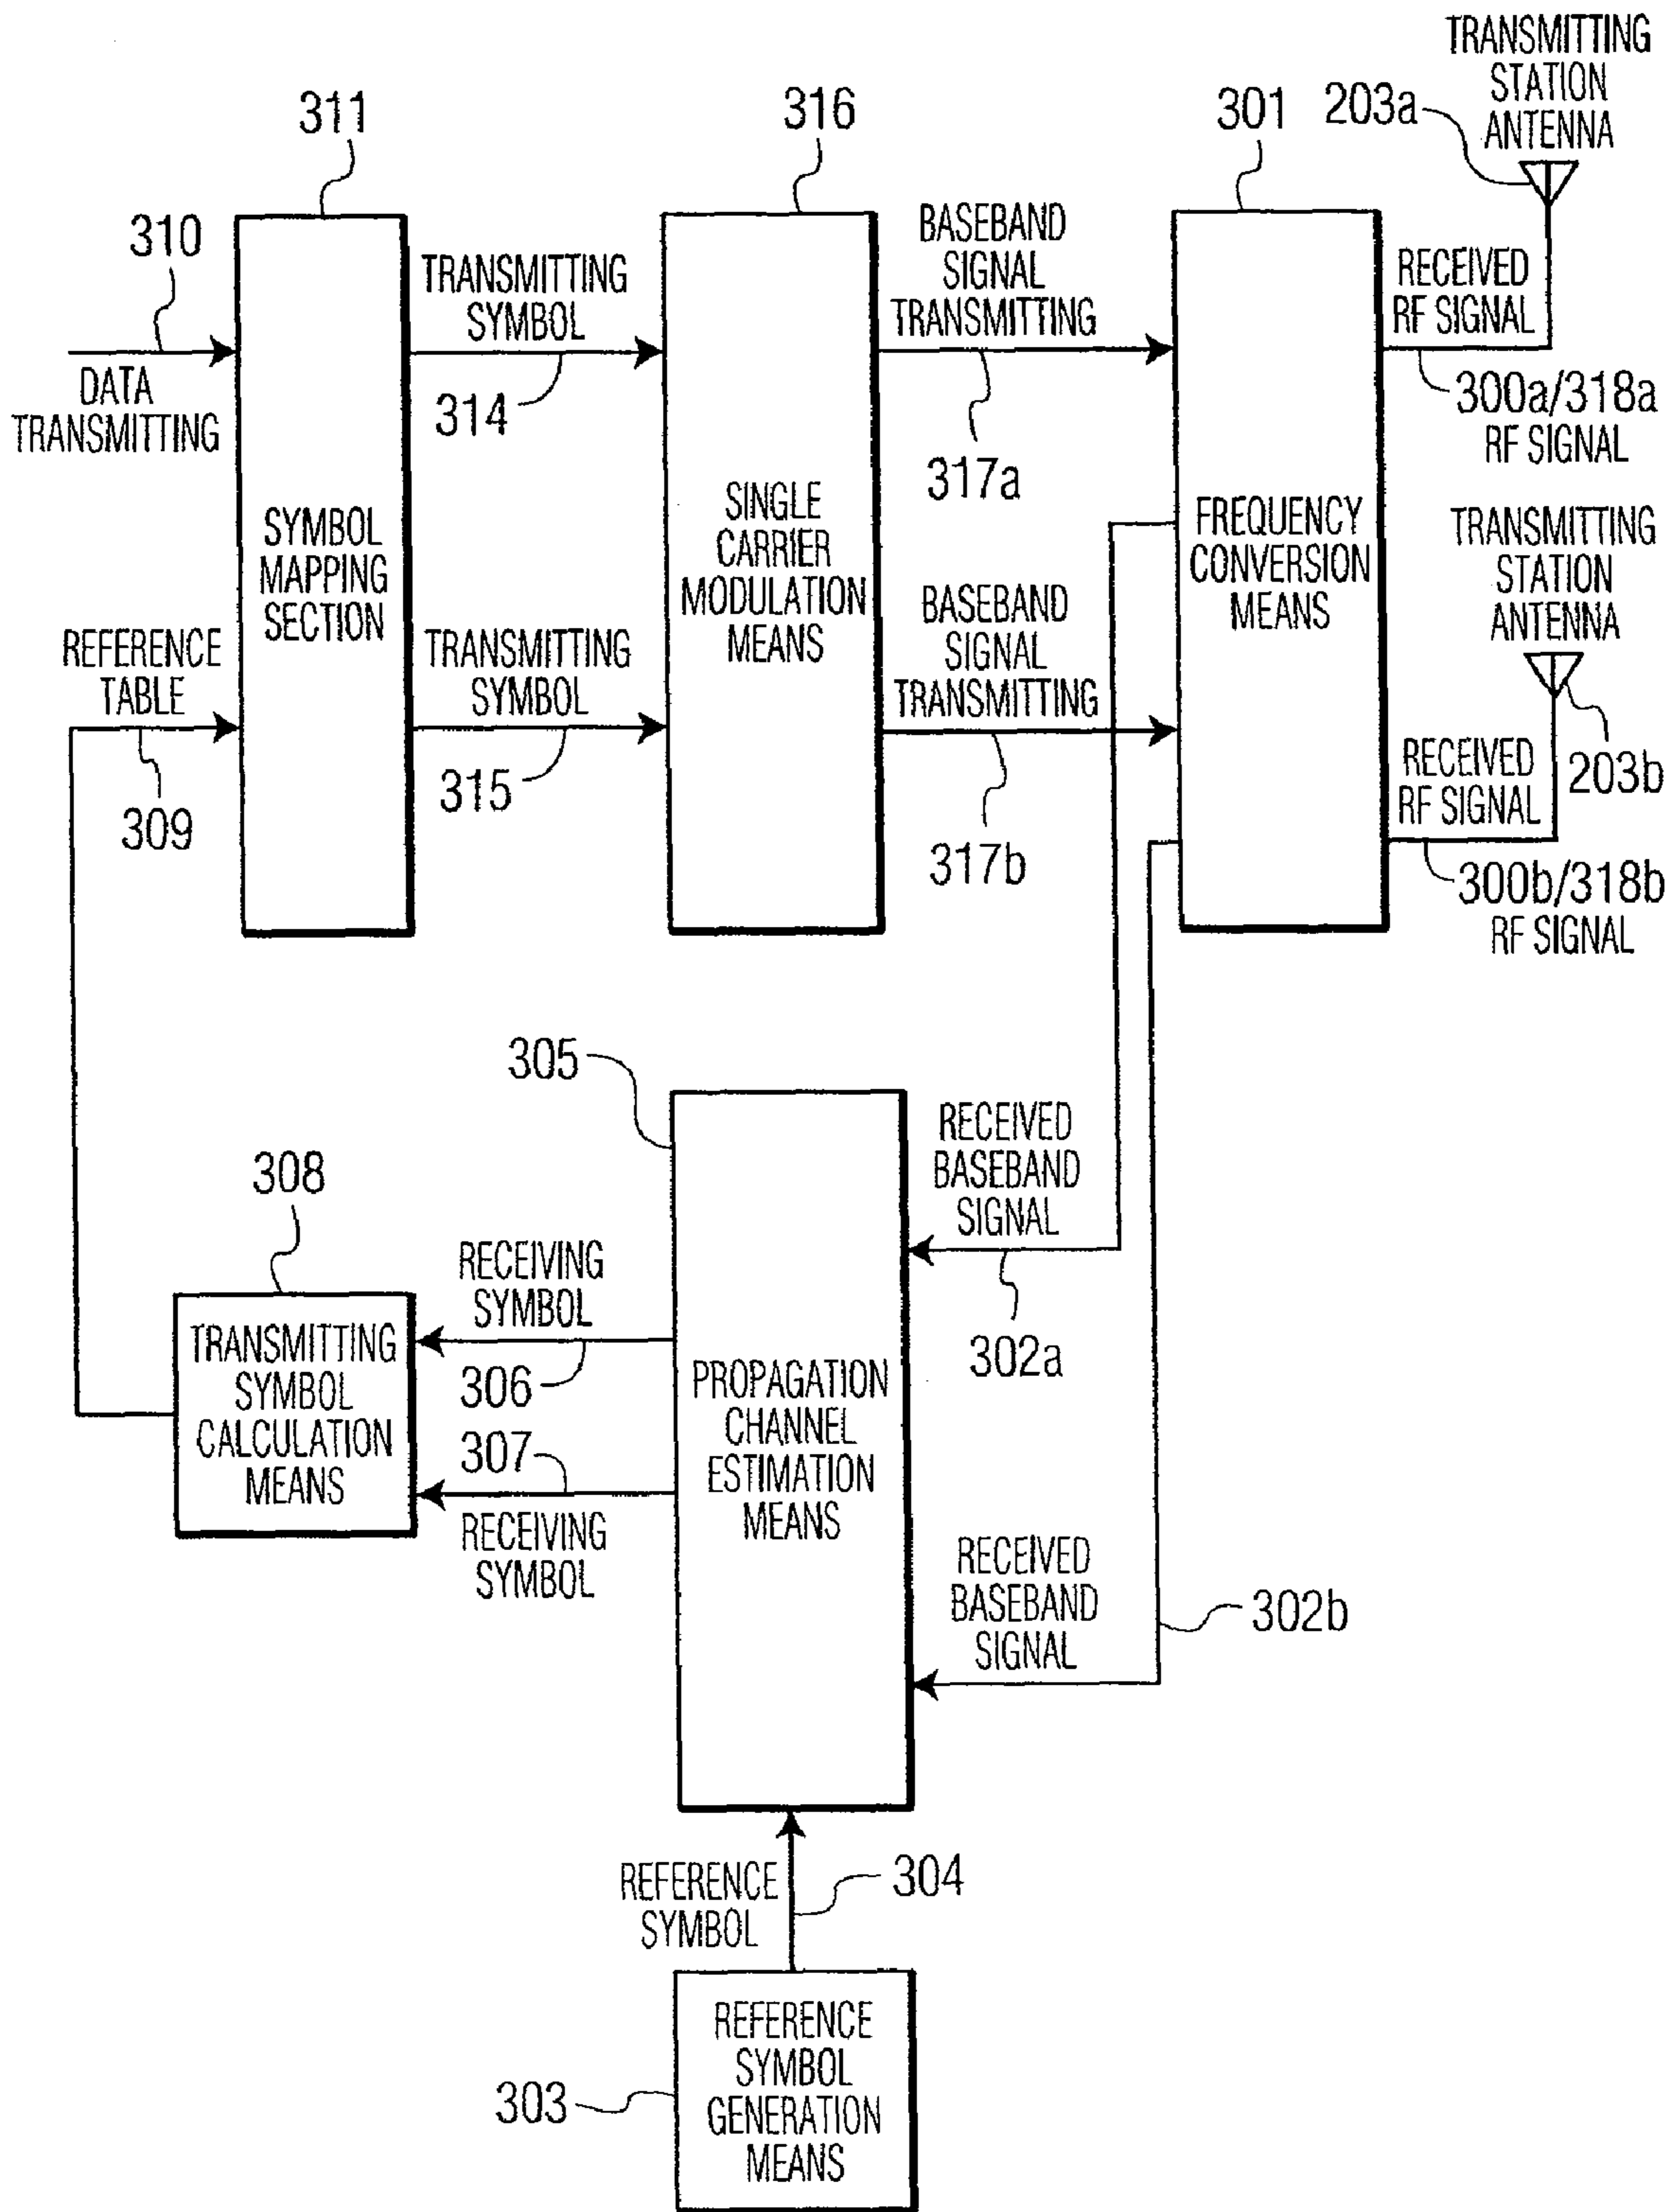 TRANSMITTING
STATION
ANTENNA
203a
311
316
301
310
DATA
TRANSMITTING
TRANSMITTING
SYMBOL
314
BASEBAND
SIGNAL
TRANSMITTING
317a
RECEIVED
RF SIGNAL
300a/318a
RF SIGNAL
SYMBOL
MAPPING
SECTION
SINGLE
CARRIER
MODULATION
MEANS
FREQUENCY
CONVERSION
MEANS
TRANSMITTING
STATION
ANTENNA
203b
REFERENCE
TABLE
309
TRANSMITTING
SYMBOL
315
BASEBAND
SIGNAL
TRANSMITTING
317b
RECEIVED
RF SIGNAL
300b/318b
RF SIGNAL
305
308
RECEIVED
BASEBAND
SIGNAL
302a
RECEIVING
SYMBOL
306
TRANSMITTING
SYMBOL
CALCULATION
MEANS
307
RECEIVING
SYMBOL
PROPAGATION
CHANNEL
ESTIMATION
MEANS
RECEIVED
BASEBAND
SIGNAL
302b
REFERENCE
SYMBOL
304
303
REFERENCE
SYMBOL
GENERATION
MEANS